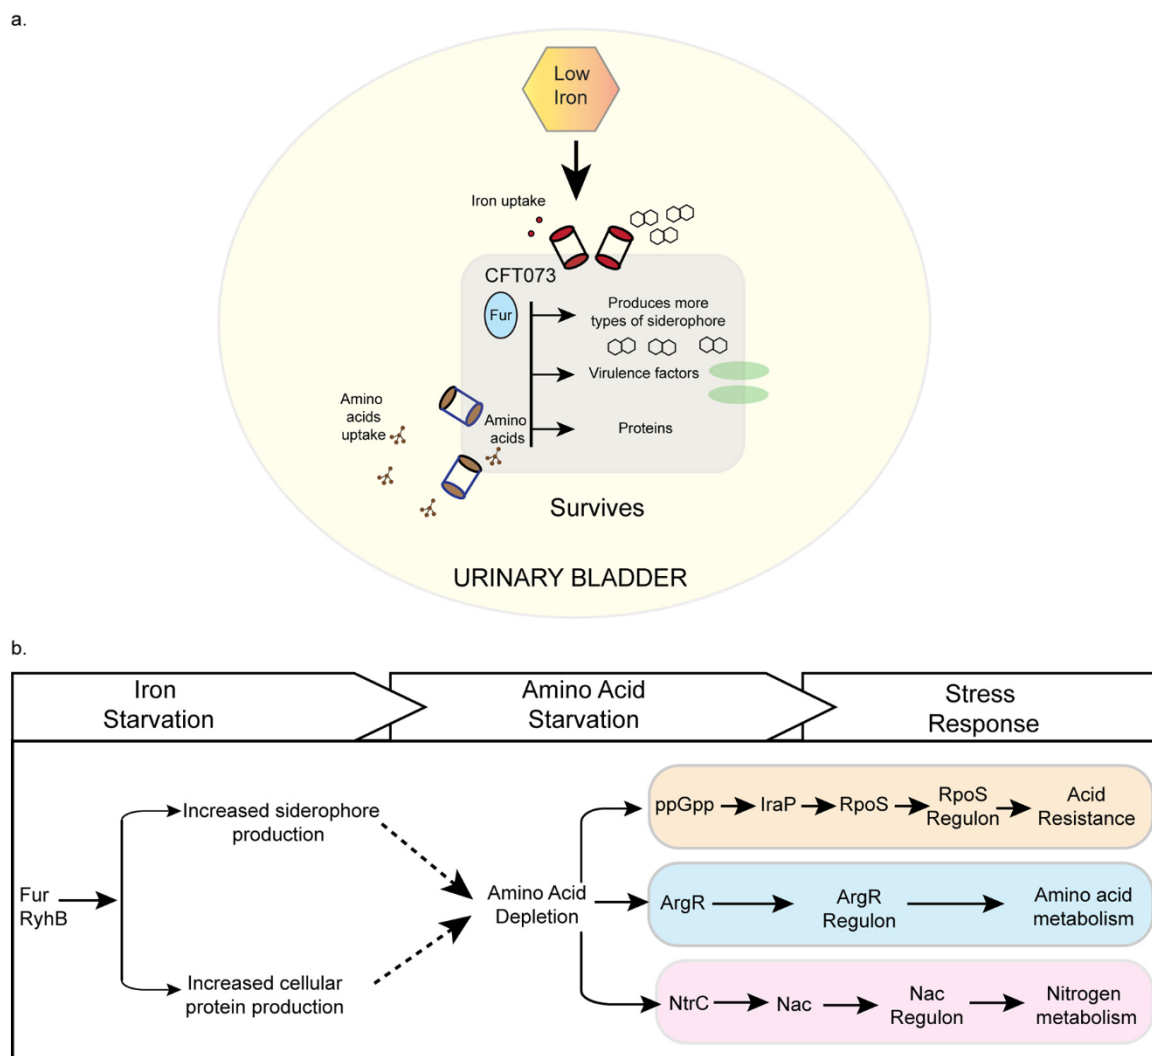 a.
Low
Iron
Iron uptake
CFT073
Fur
Produces more
types of siderophore
Virulence factors
Amino
acids
uptake
Amino
acids
Proteins
Survives
URINARY BLADDER
b.
Iron
Starvation
Amino Acid
Starvation
Stress
Response
Fur
RyhB
Increased siderophore
production
Increased cellular
protein production
Amino Acid
Depletion
ppGpp
IraP
RpoS
RpoS
Regulon
Acid
Resistance
ArgR
ArgR
Regulon
Amino acid
metabolism
NtrC
Nac
Nac
Regulon
Nitrogen
metabolism